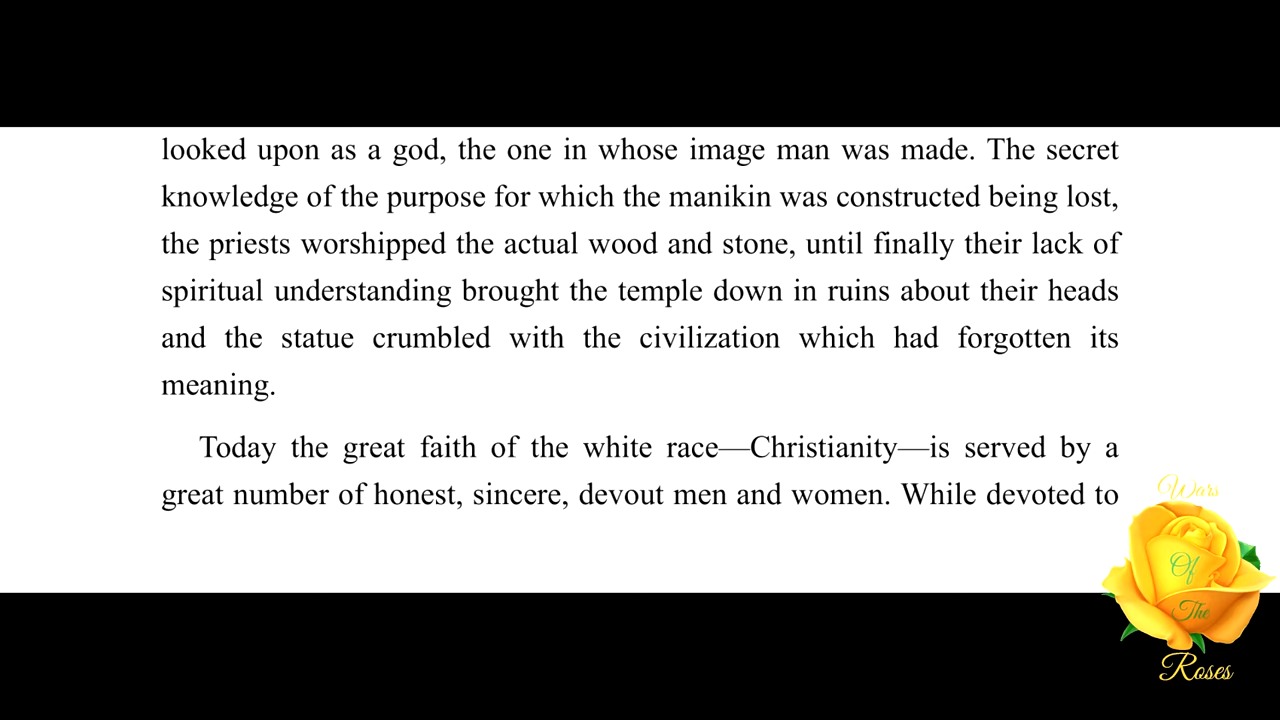 looked upon as a god, the one in whose image man was made. The secret
knowledge of the purpose for which the manikin was constructed being lost,
the priests worshipped the actual wood and stone, until finally their lack of
spiritual understanding brought the temple down in ruins about their heads
and the statue crumbled with the civilization which had forgotten its
meaning.
Today the great faith of the white race—Christianity—is served by a
great number of honest, sincere, devout men and women. While devoted to
Wars
Of
The
Roses